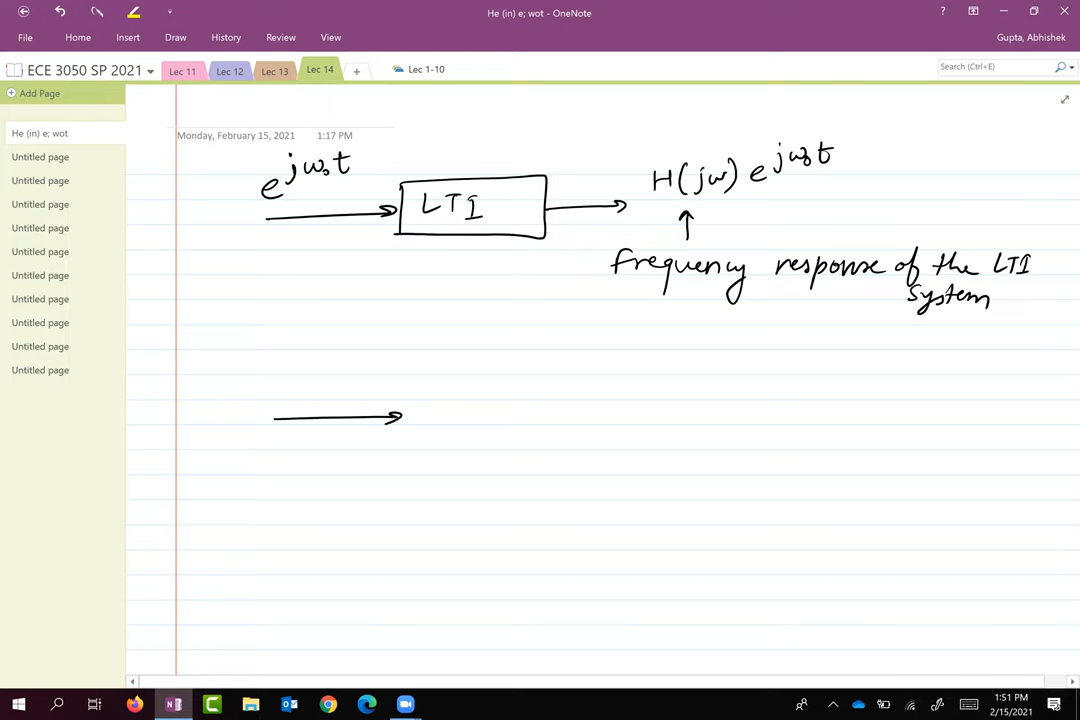 He (in) e; wot - OneNote
?
File Home Insert Draw History Review View
Gupta, Abhishek
ECE 3050 SP 2021
Lec 11
Lec 12
Lec 13
Lec 14
+
Lec 1-10
Search (Ctrl+E)
Add Page
He (in) e; wot
Untitled page
Untitled page
Untitled page
Untitled page
Untitled page
Untitled page
Untitled page
Untitled page
Untitled page
Untitled page
Monday, February 15, 2021 1:17 PM
e^{jω₀t}
LTI
H(jω) e^{jω₀t}
frequency response of the LTI
system
1:51 PM
2/15/2021